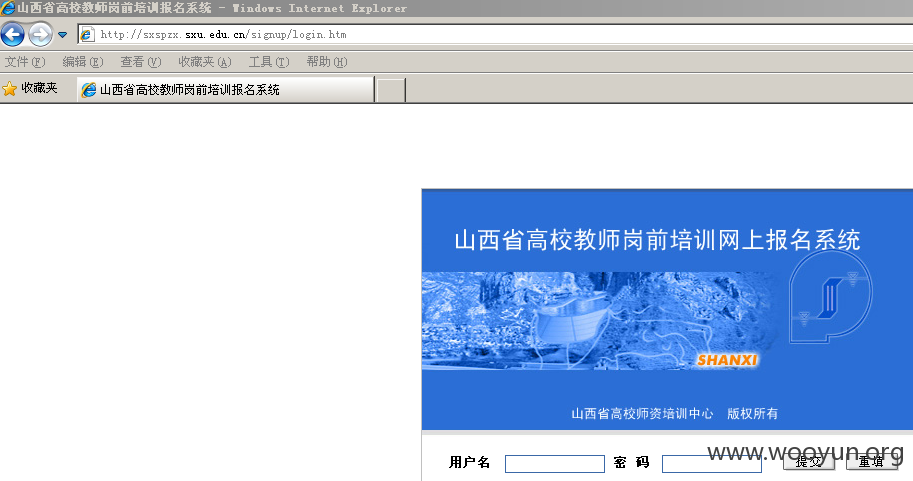 山西省高校教师岗前培训报名系统 - Windows Internet Explorer
http://sxspzx.sxu.edu.cn/signup/login.htm
文件(F) 编辑(E) 查看(V) 收藏夹(A) 工具(T) 帮助(H)
收藏夹 山西省高校教师岗前培训报名系统
山西省高校教师岗前培训网上报名系统
SHANXI
山西省高校师资培训中心 版权所有
用户名 密 码 提交 重填
www.wooyun.org